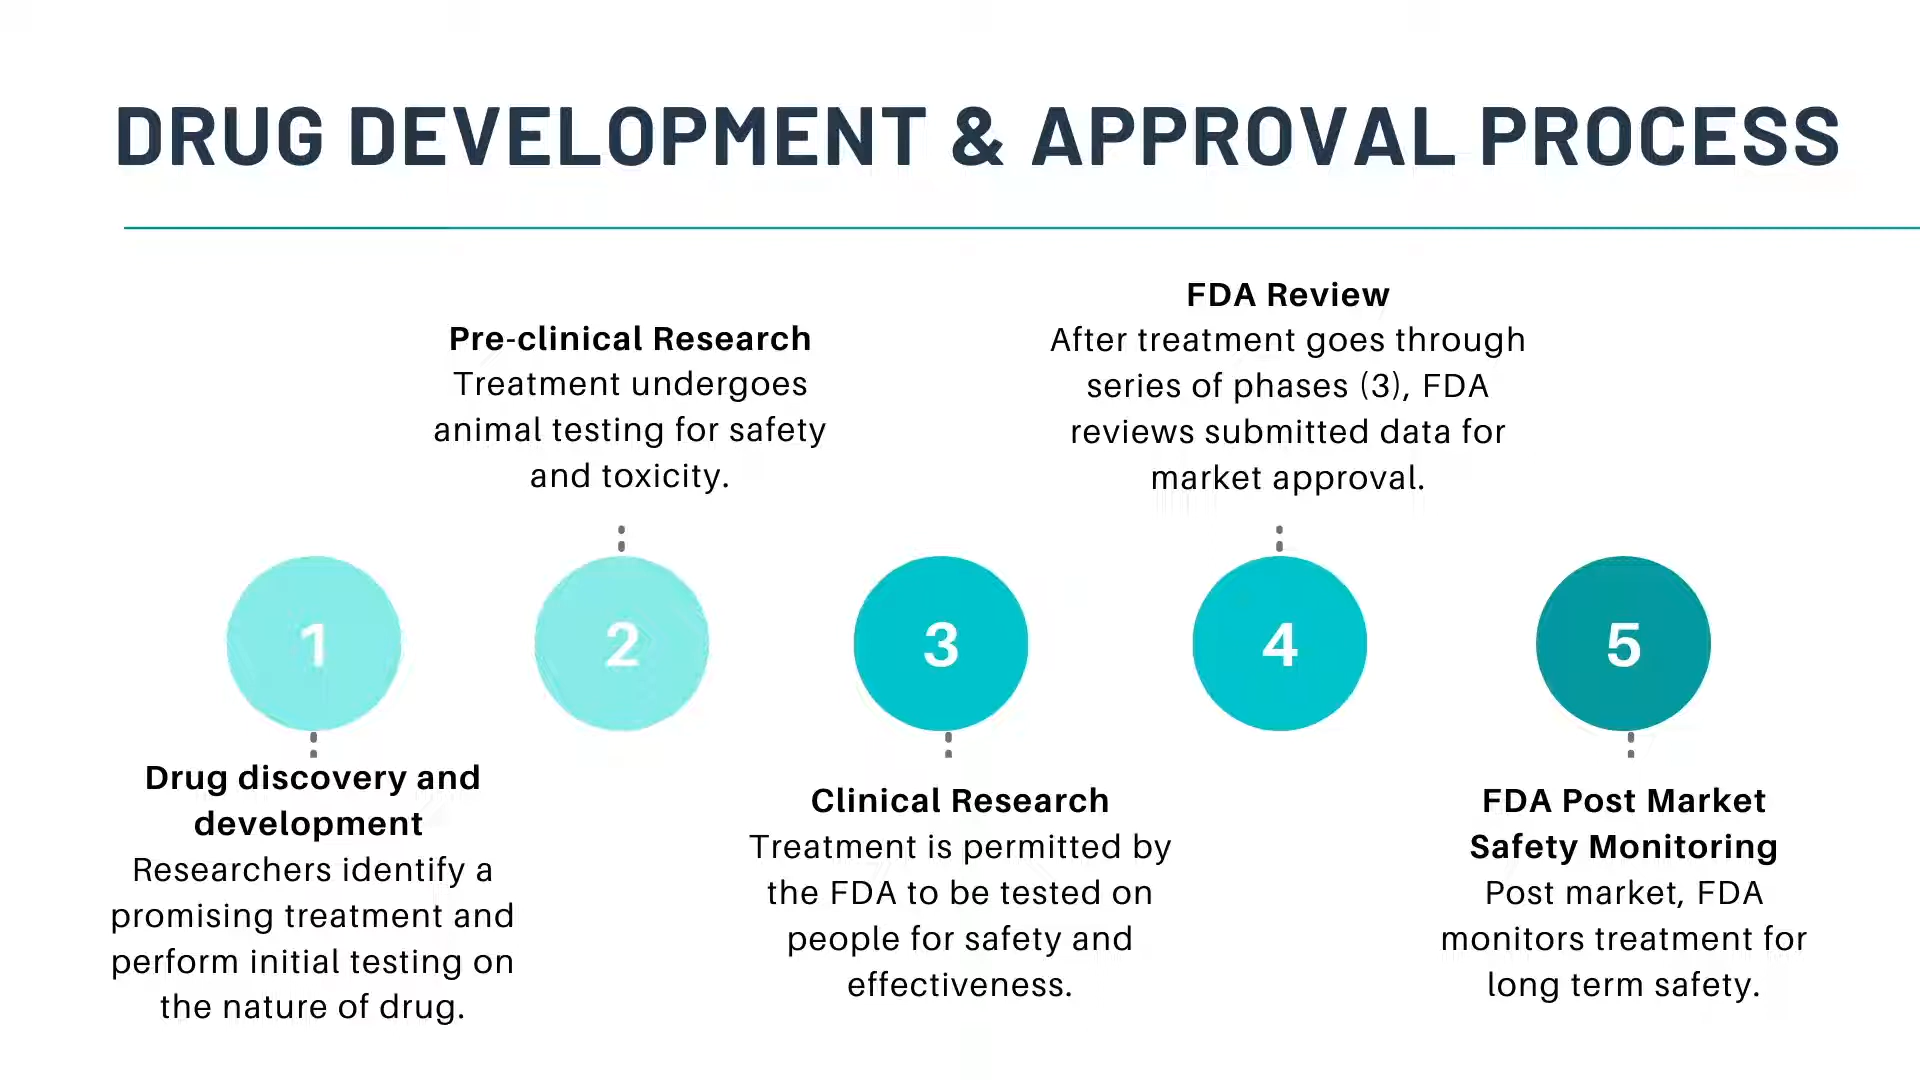 DRUG DEVELOPMENT & APPROVAL PROCESS
Pre-clinical Research
Treatment undergoes
animal testing for safety
and toxicity.
FDA Review
After treatment goes through
series of phases (3), FDA
reviews submitted data for
market approval.
1
2
3
4
5
Drug discovery and
development
Researchers identify a
promising treatment and
perform initial testing on
the nature of drug.
Clinical Research
Treatment is permitted by
the FDA to be tested on
people for safety and
effectiveness.
FDA Post Market
Safety Monitoring
Post market, FDA
monitors treatment for
long term safety.